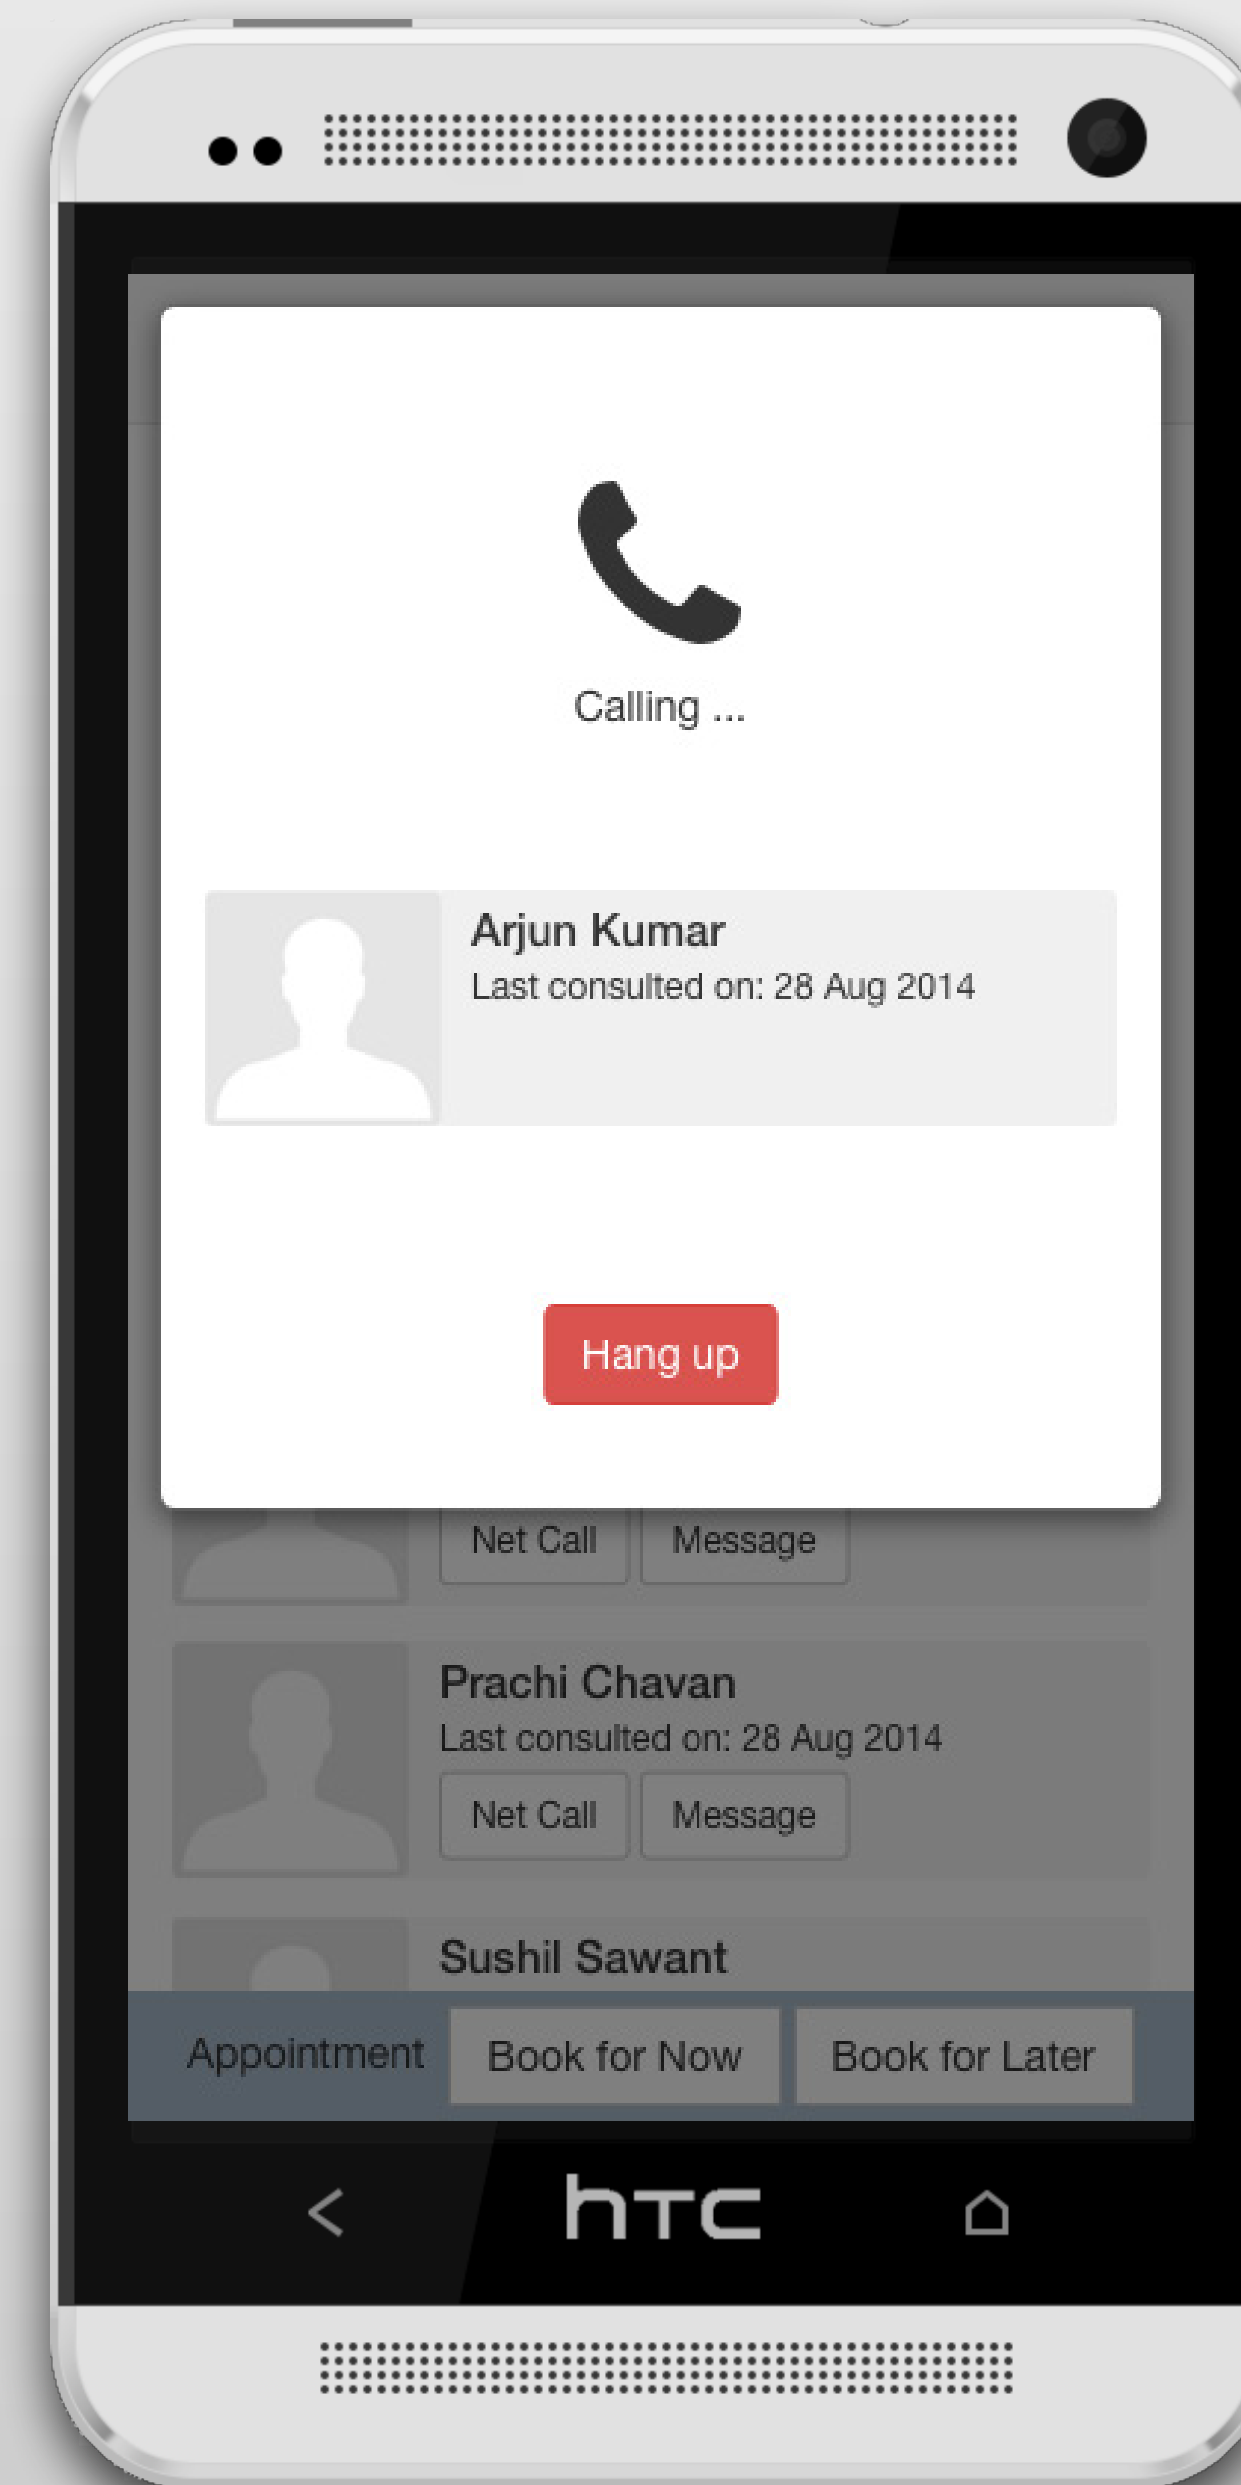 Calling ...
Arjun Kumar
Last consulted on: 28 Aug 2014
Hang up
Net Call Message
Prachi Chavan
Last consulted on: 28 Aug 2014
Net Call Message
Sushil Sawant
Appointment Book for Now Book for Later
hTC